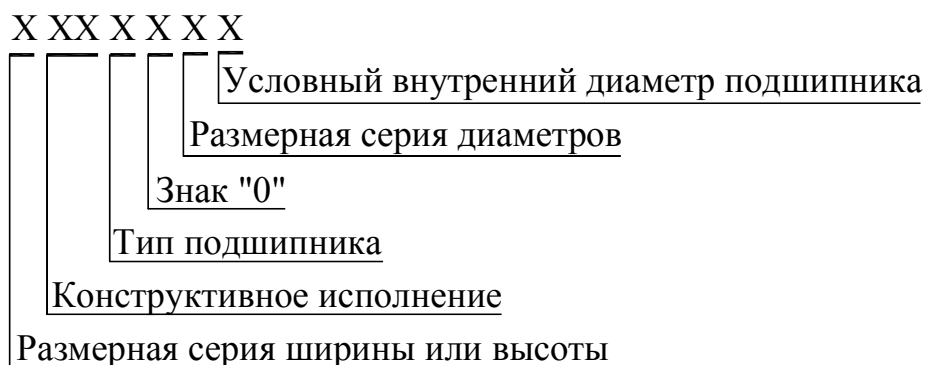 X XX X X X X
Условный внутренний диаметр подшипника
Размерная серия диаметров
Знак "0"
Тип подшипника
Конструктивное исполнение
Размерная серия ширины или высоты